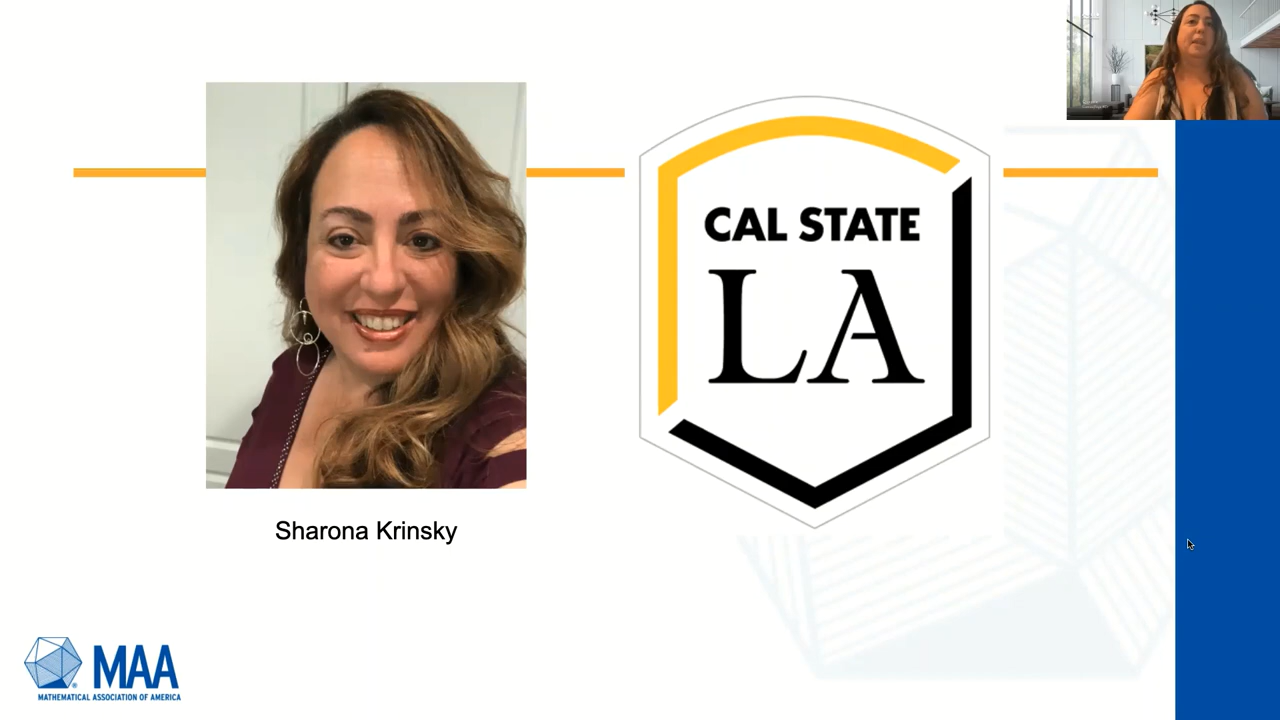 CAL STATE
LA
Sharona Krinsky
MAA
MATHEMATICAL ASSOCIATION OF AMERICA